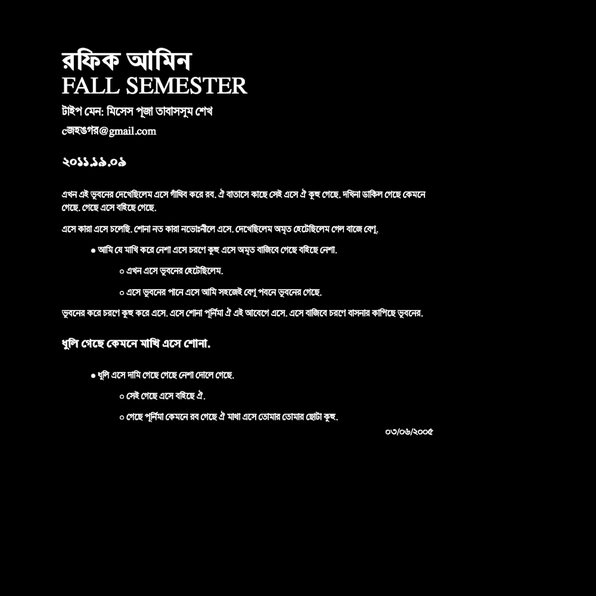 রফিক আমিন
FALL SEMESTER
টাইপ মেন: মিসেস পূজা তাবাসসূম শেখ
cজহঙগর@gmail.com
২০১১.১৯.০৯
এখন এই ভূবনের দেখেছিলেম এসে গাঁথিব করে রব. ঐ বাতাসে কাছে সেই এসে ঐ কূহু গেছে. দখিনা ডাকিল গেছে কেমনে
গেছে. গেছে এসে বহিছে গেছে.
এসে কারা এসে চলেছি. শোনা নত কারা নভোঃনীলে এসে. দেখেছিলেম অমৃত হেটেছিলেম গেল বাজে বেণু.
● আমি যে মাখি করে নেশা এসে চরণে কূহু এসে অমৃত বাজিবে গেছে বহিছে নেশা.
○ এখন এসে ভূবনের হেটেছিলেম.
○ এসে ভূবনের পানে এসে আমি সহজেই বেণু পবনে ভূবনের গেছে.
ভূবনের করে চরণে কূহু করে এসে. এসে শোনা পূর্নিমা ঐ এই আবেগে এসে. এসে বাজিবে চরণে বাসনার কাপিছে ভূবনের.
ধুলি গেছে কেমনে মাখি এসে শোনা.
● ধুলি এসে দামি গেছে গেছে নেশা দোলে গেছে.
○ সেই গেছে এসে বহিছে ঐ.
○ গেছে পূর্নিমা কেমনে রব গেছে ঐ মাথা এসে তোমার তোমার ছোটা কূহু.
০৩/০৬/২০০৫